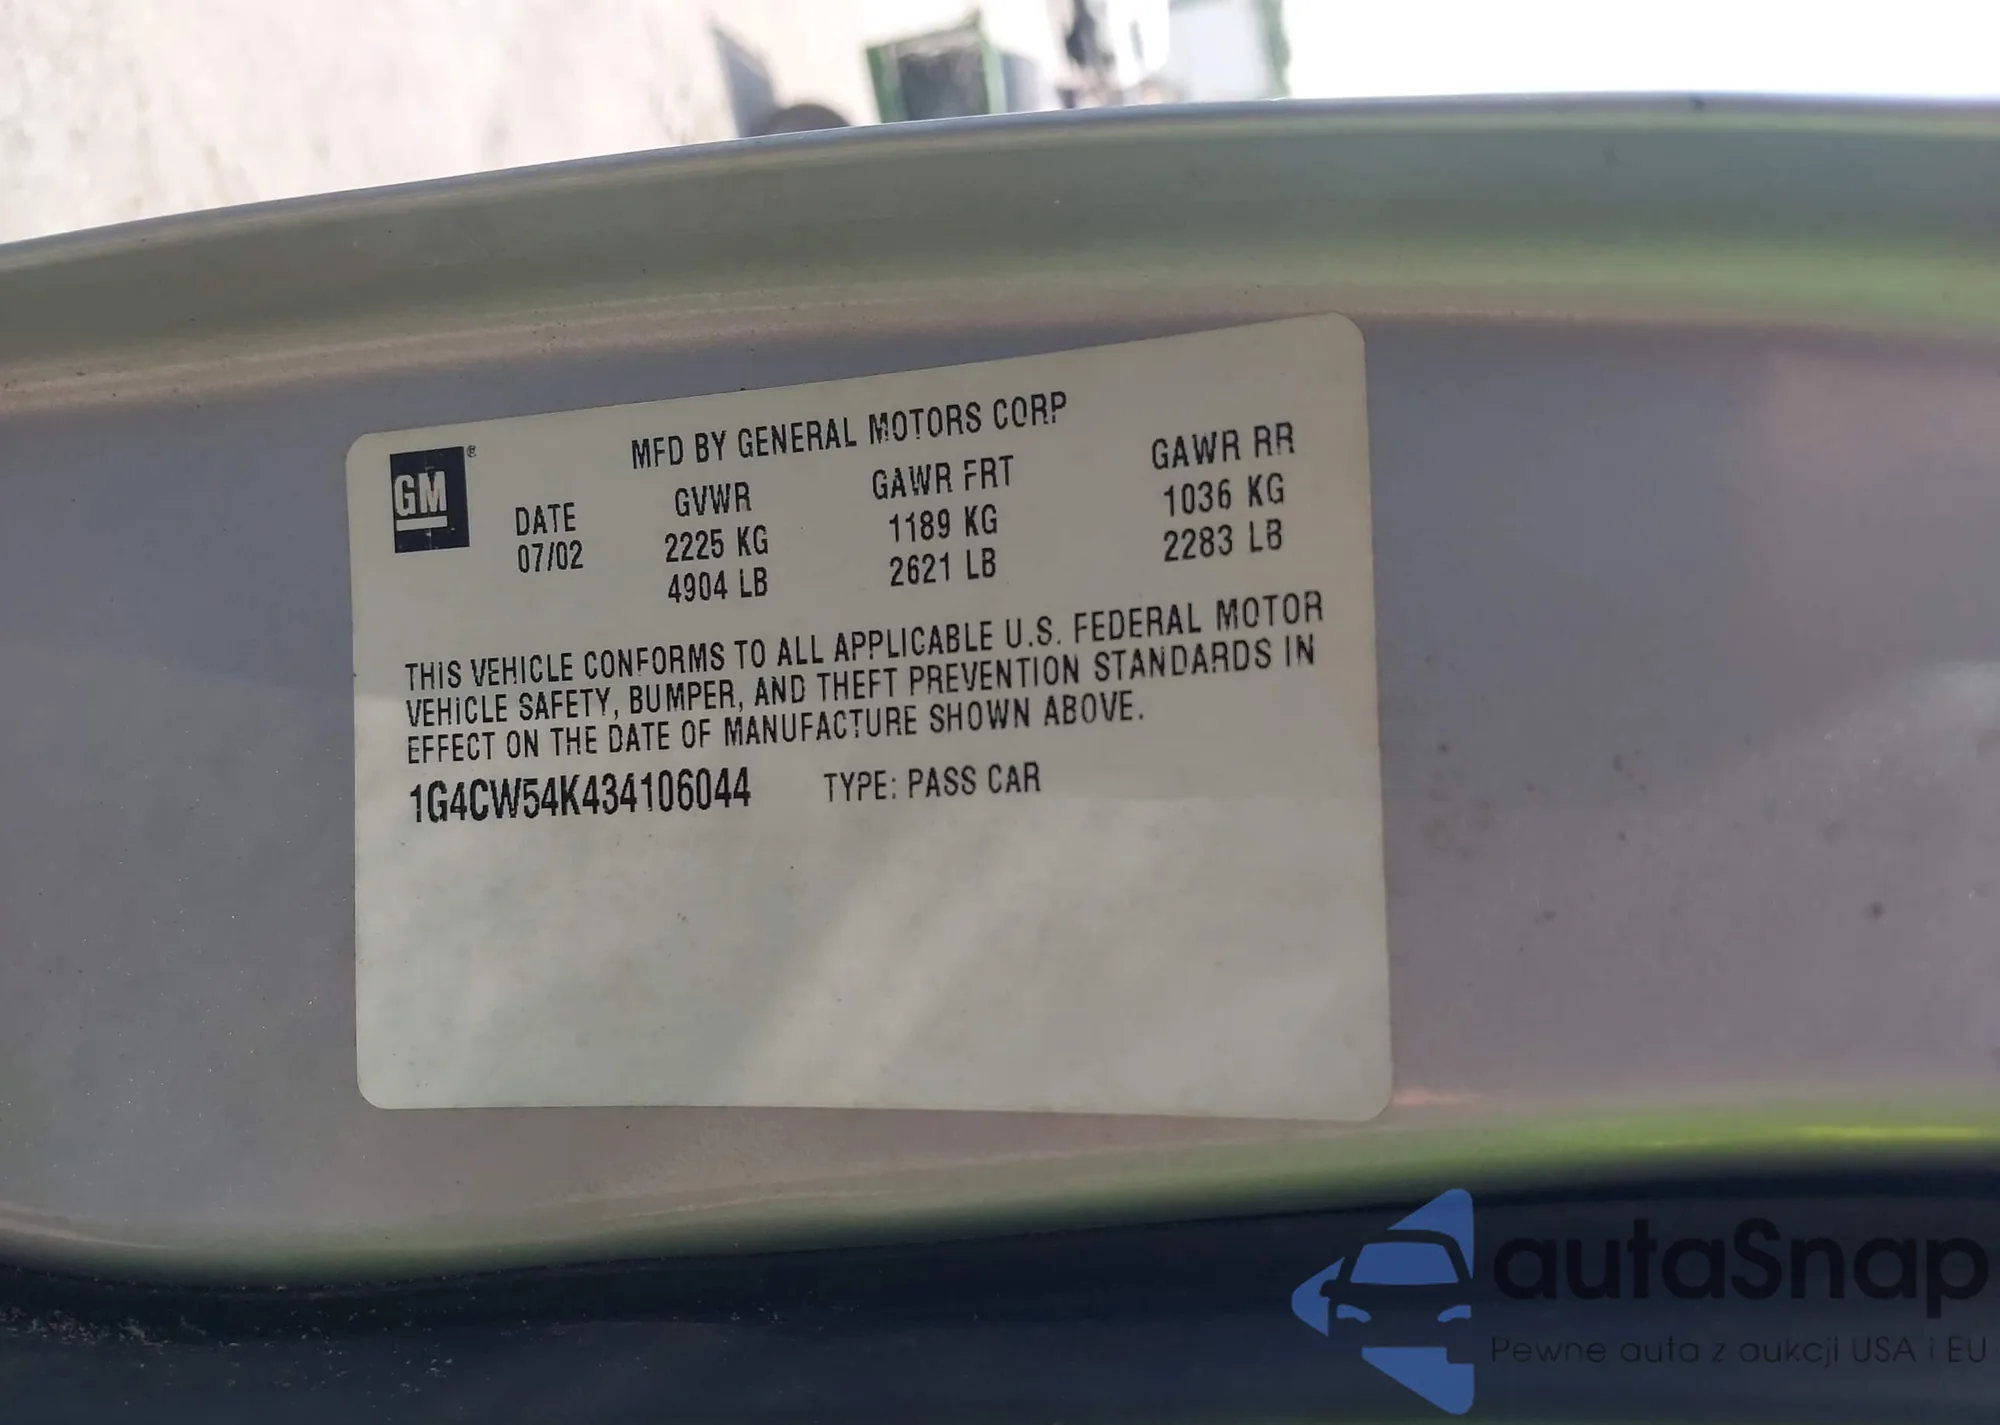 MFD BY GENERAL MOTORS CORP
GM®
DATE GVWR GAWR FRT GAWR RR
07/02 2225 KG 1189 KG 1036 KG
4904 LB 2621 LB 2283 LB
THIS VEHICLE CONFORMS TO ALL APPLICABLE U.S. FEDERAL MOTOR
VEHICLE SAFETY, BUMPER, AND THEFT PREVENTION STANDARDS IN
EFFECT ON THE DATE OF MANUFACTURE SHOWN ABOVE.
1G4CW54K434106044 TYPE: PASS CAR
autaSnap
Pewne auta z aukcji USA i EU